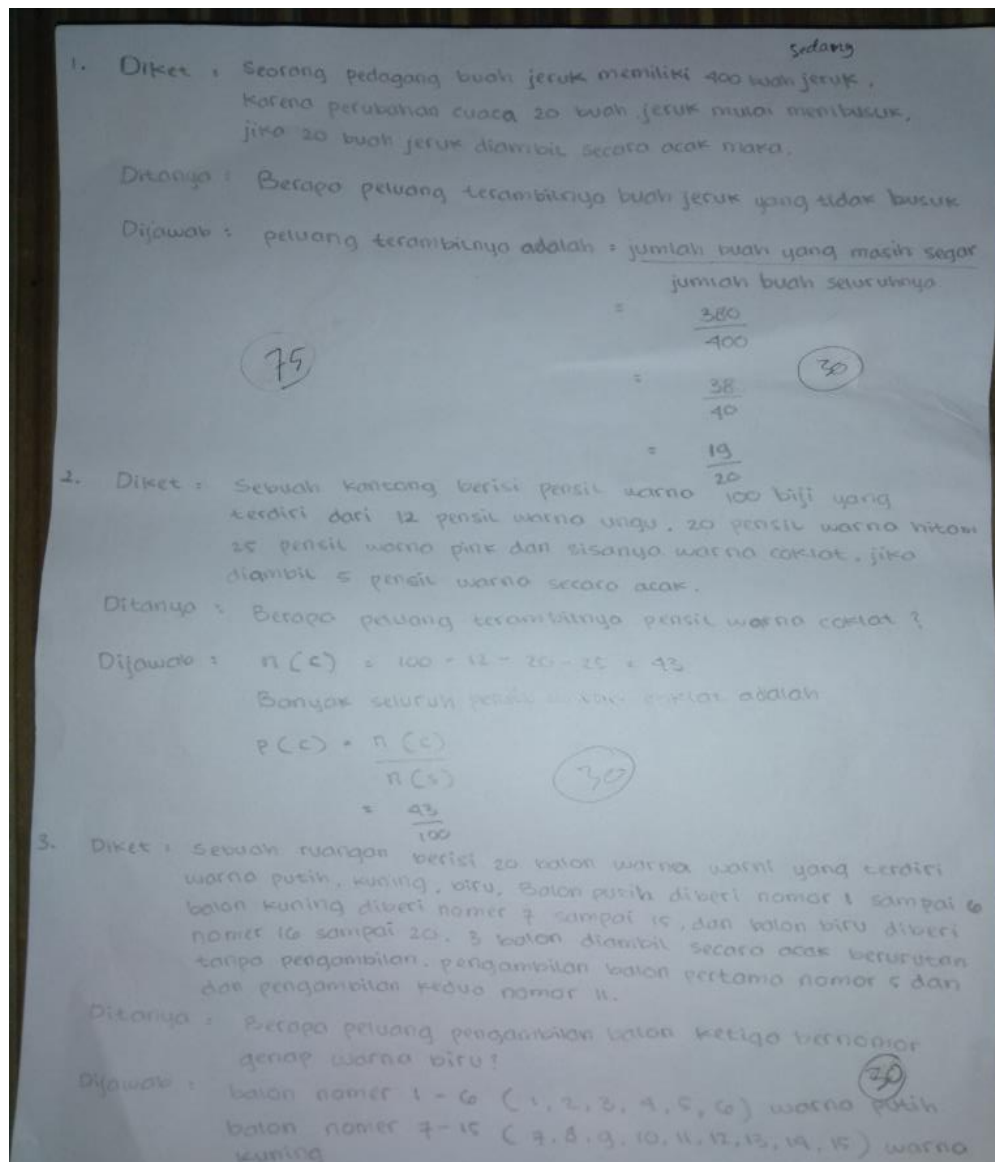 sedang
1. Diket : Seorang pedagang buah jeruk memiliki 400 buah jeruk.
Karena perubahan cuaca 20 buah jeruk mulai membusuk,
jika 20 buah jeruk diambil secara acak maka.
Ditanya : Berapa peluang terambilnya buah jeruk yang tidak busuk
Dijawab : peluang terambilnya adalah = jumlah buah yang masih segar
jumlah buah seluruhnya
= 380
400
75
30
= 38
40
= 19
20
2. Diket : Sebuah kantong berisi pensil warna 100 biji yang
terdiri dari 12 pensil warna ungu, 20 pensil warna hitam
25 pensil warna pink dan sisanya warna coklat, jika
diambil 5 pensil warna secara acak.
Ditanya : Berapa peluang terambilnya pensil warna coklat ?
Dijawab : n (c) = 100 - 12 - 20 - 25 = 43
Banyak seluruh coklat adalah
P (c) = n (c)
n (s)
30
= 43
100
3. Diket : Sebuah ruangan berisi 20 balon warna warni yang terdiri
warna putih, kuning, biru. Balon putih diberi nomor 1 sampai 6
balon kuning diberi nomer 7 sampai 15, dan balon biru diberi
nomer 16 sampai 20. 3 balon diambil secara acak berurutan
tanpa pengambilan. pengambilan balon pertama nomor 5 dan
dan pengambilan kedua nomor 11.
Ditanya : Berapa peluang pengambilan balon ketiga bernomor
genap warna biru?
Dijawab : balon nomer 1 - 6 (1, 2, 3, 4, 5, 6) warna putih
balon nomer 7 - 15 (7, 8, 9, 10, 11, 12, 13, 14, 15) warna
kuning